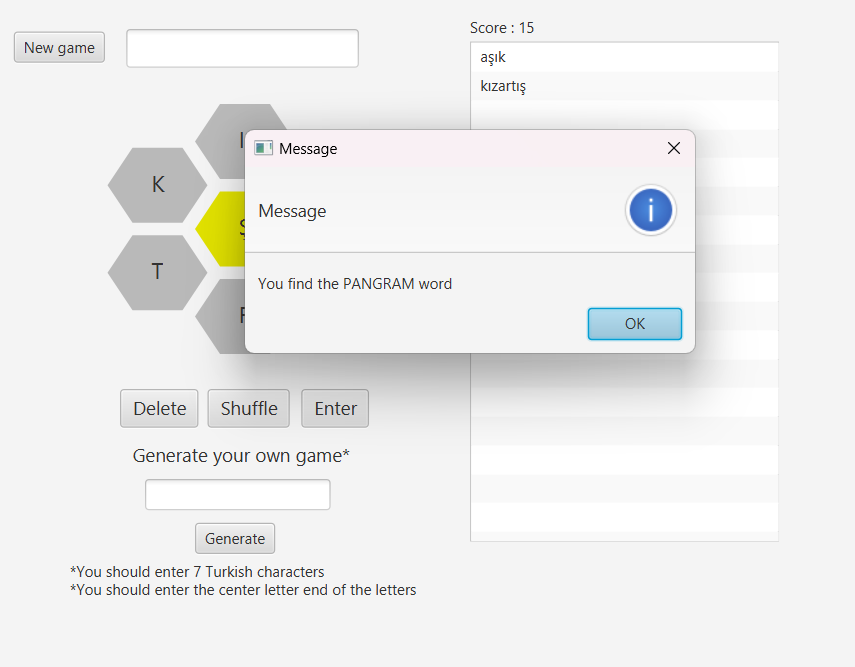 New game
Score : 15
aşık
kızartış
K
T
Message
Message
You find the PANGRAM word
OK
Delete
Shuffle
Enter
Generate your own game*
Generate
*You should enter 7 Turkish characters
*You should enter the center letter end of the letters